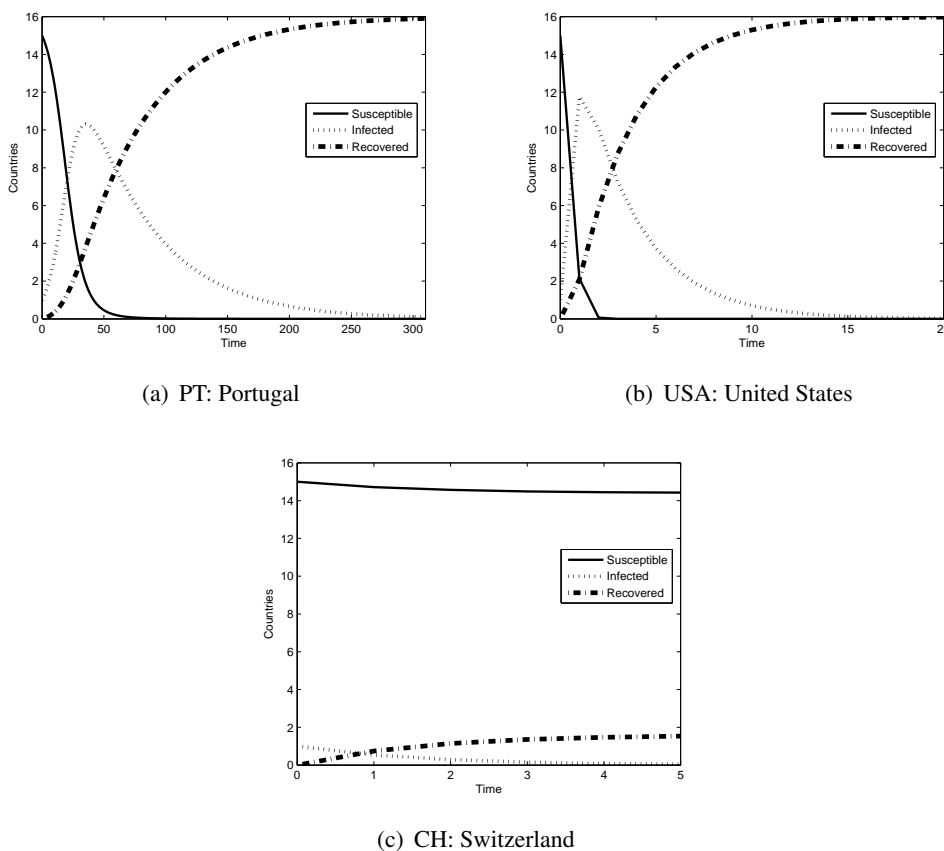 16
14
12
10
8
6
4
2
0
Countries
0 50 100 150 200 250 300
Time
Susceptible
Infected
Recovered
(a) PT: Portugal
16
14
12
10
8
6
4
2
0
Countries
0 5 10 15 20
Time
Susceptible
Infected
Recovered
(b) USA: United States
16
14
12
10
8
6
4
2
0
Countries
0 1 2 3 4 5
Time
Susceptible
Infected
Recovered
(c) CH: Switzerland